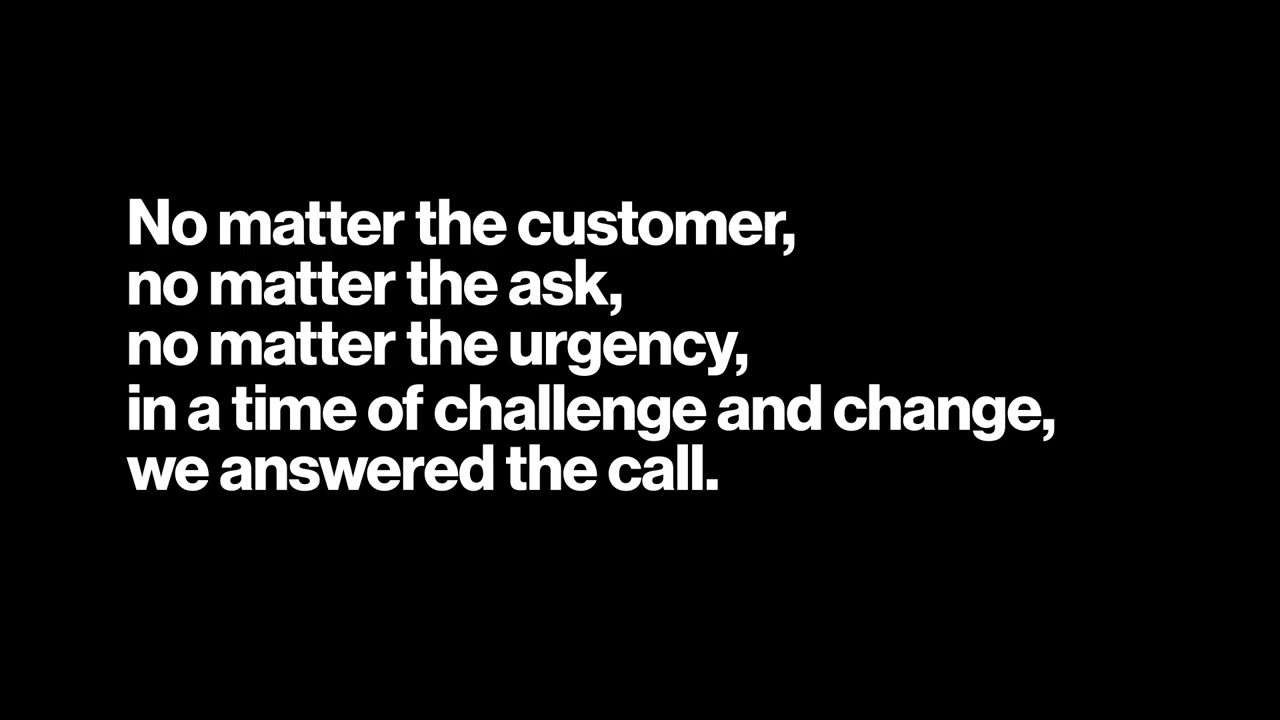 No matter the customer,
no matter the ask,
no matter the urgency,
in a time of challenge and change,
we answered the call.